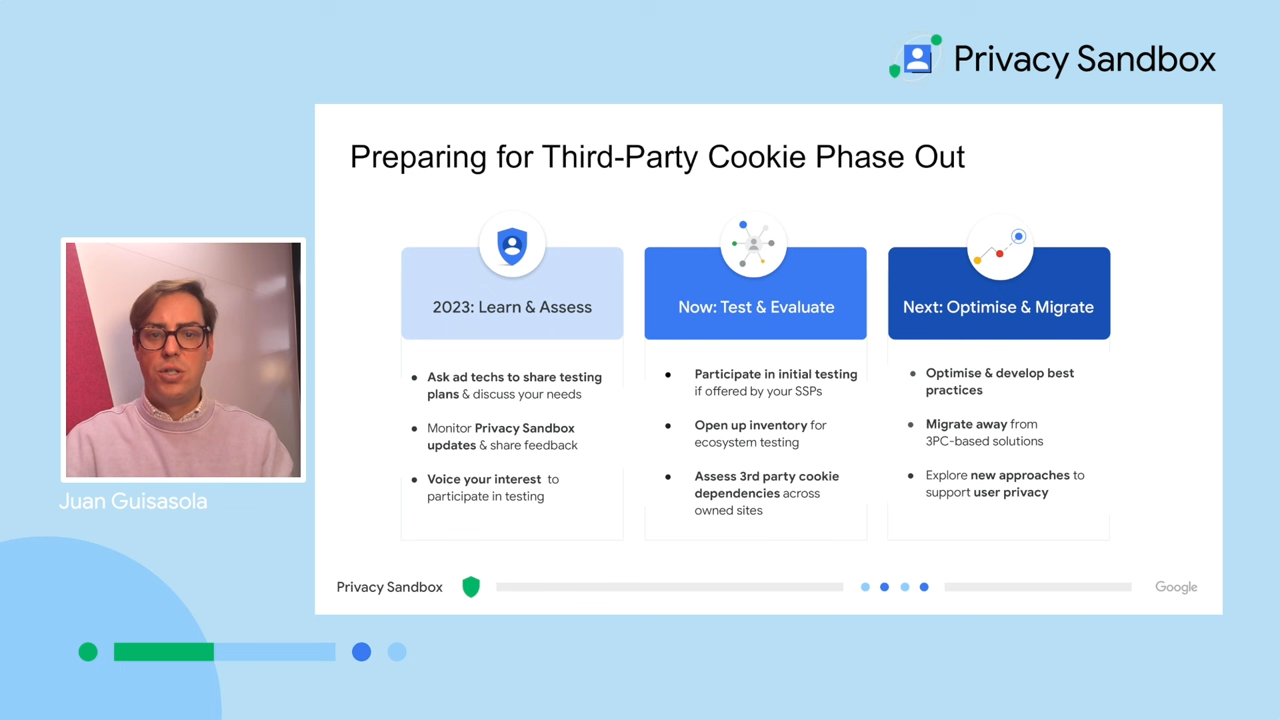 Privacy Sandbox
Preparing for Third-Party Cookie Phase Out
2023: Learn & Assess
Ask ad techs to share testing
plans & discuss your needs
Monitor Privacy Sandbox
updates & share feedback
Voice your interest to
participate in testing
Now: Test & Evaluate
Participate in initial testing
if offered by your SSPs
Open up inventory for
ecosystem testing
Assess 3rd party cookie
dependencies across
owned sites
Next: Optimise & Migrate
Optimise & develop best
practices
Migrate away from
3PC-based solutions
Explore new approaches to
support user privacy
Juan Guisasola
Privacy Sandbox
Google